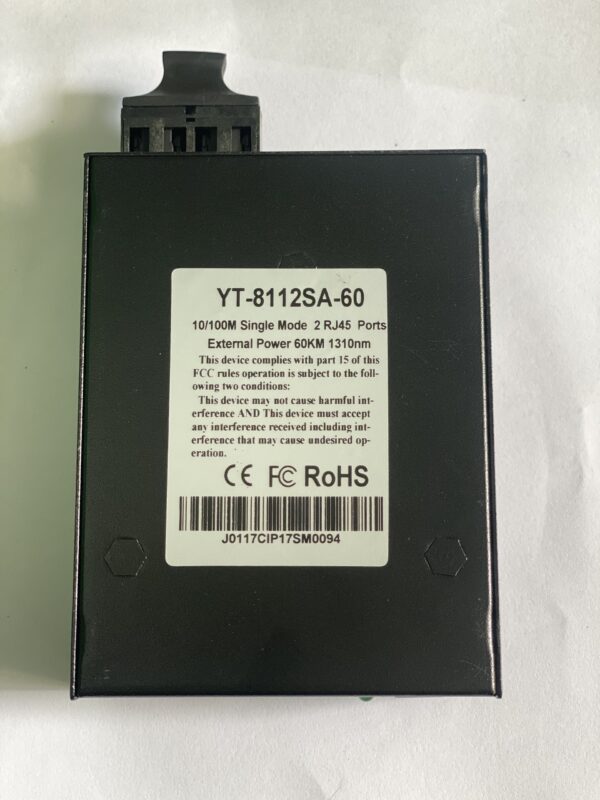 YT-8112SA-60
10/100M Single Mode 2 RJ45 Ports
External Power 60KM 1310nm
This device complies with part 15 of this
FCC rules operation is subject to the foll-
owing two conditions:
This device may not cause harmful int-
erference AND This device must accept
any interference received including int-
erference that may cause undesired op-
eration.
CE FC RoHS
J0117CIP17SM0094